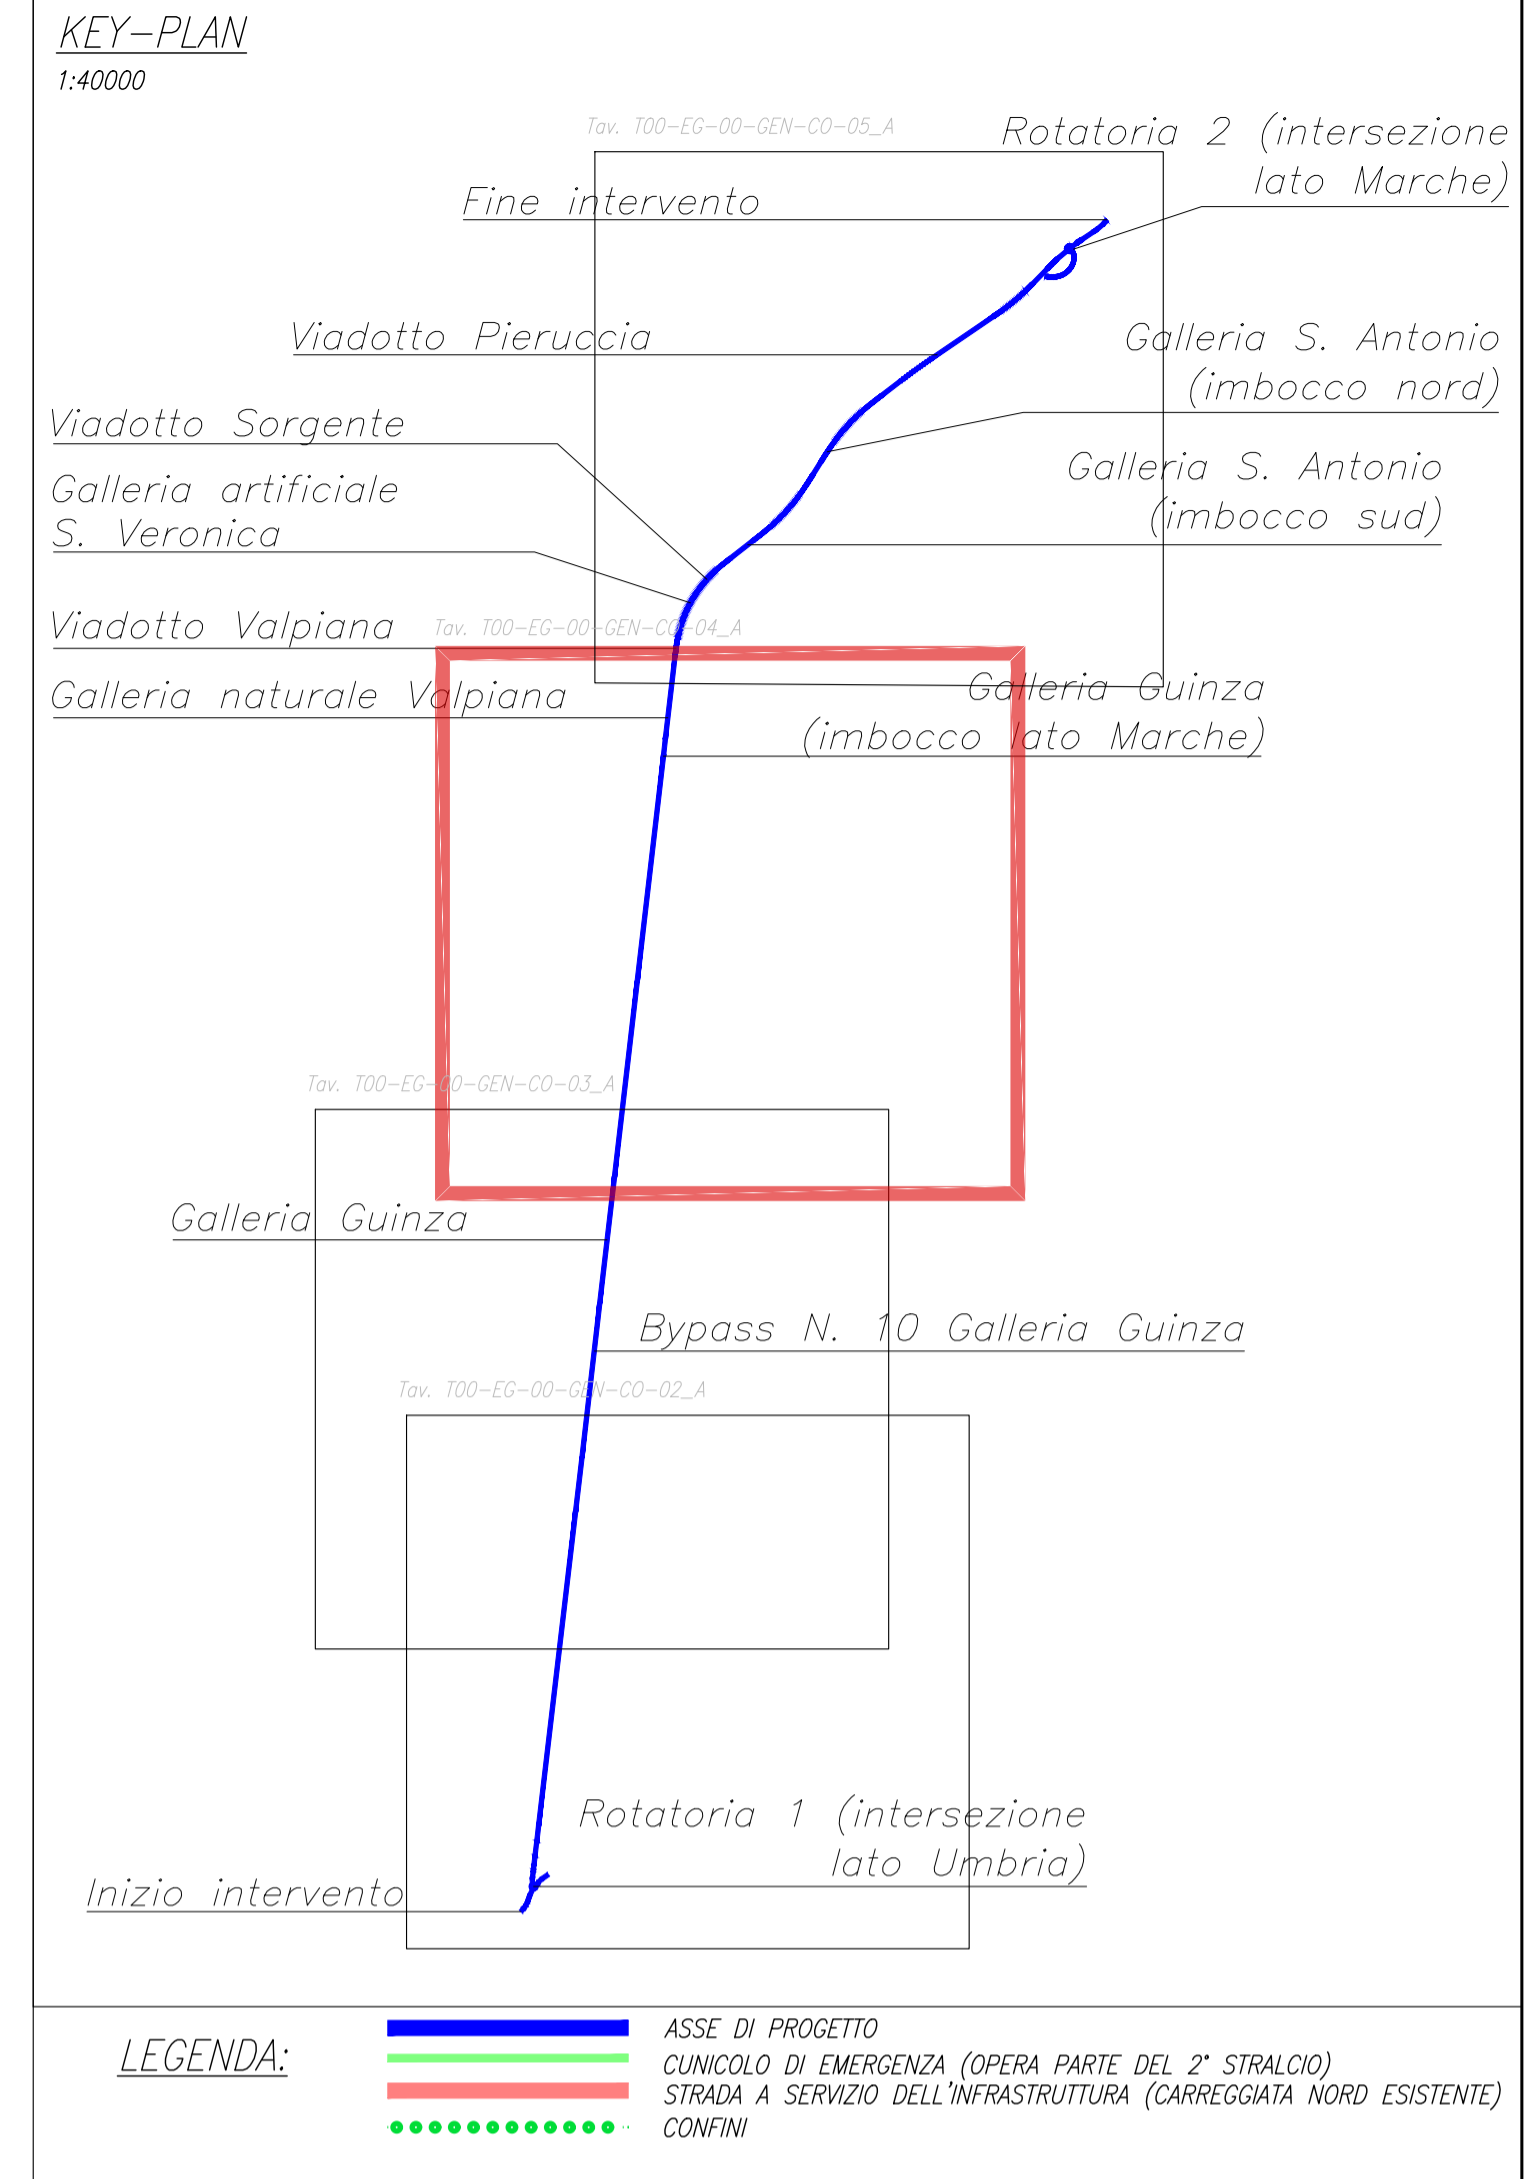 KEY-PLAN
1:40000
Tav. T00-EG-00-GEN-CO-05_A
Rotatoria 2 (intersezione
lato Marche)
Fine intervento
Viadotto Pieruccia
Galleria S. Antonio
(imbocco nord)
Viadotto Sorgente
Galleria S. Antonio
(imbocco sud)
Galleria artificiale
S. Veronica
Viadotto Valpiana
Tav. T00-EG-00-GEN-CO-04_A
Galleria naturale Valpiana
Galleria Guinza
(imbocco lato Marche)
Tav. T00-EG-00-GEN-CO-03_A
Galleria Guinza
Bypass N. 10 Galleria Guinza
Tav. T00-EG-00-GEN-CO-02_A
Rotatoria 1 (intersezione
lato Umbria)
Inizio intervento
LEGENDA:
ASSE DI PROGETTO
CUNICOLO DI EMERGENZA (OPERA PARTE DEL 2° STRALCIO)
STRADA A SERVIZIO DELL'INFRASTRUTTURA (CARREGGIATA NORD ESISTENTE)
CONFINI